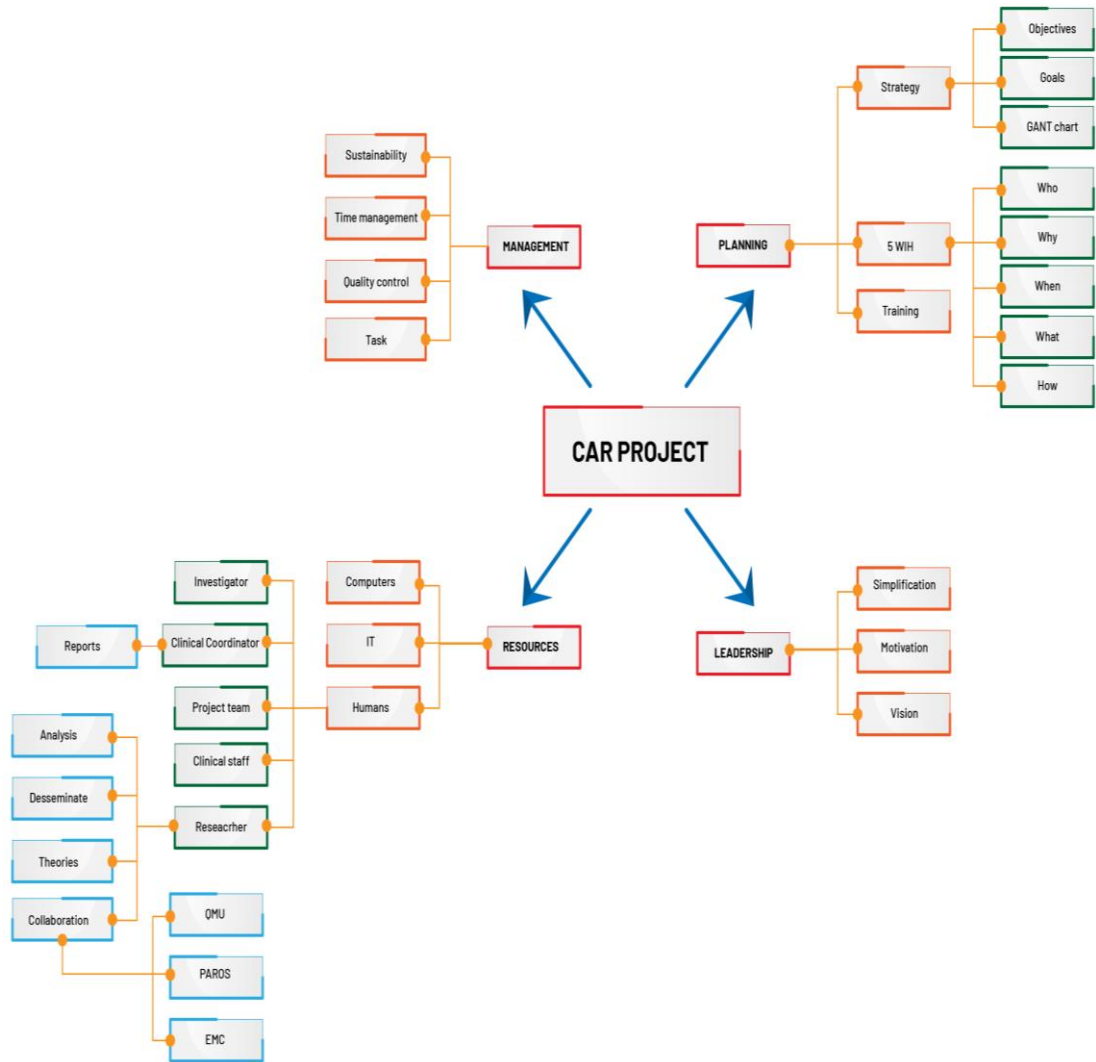 Objectives
Strategy
Goals
GANT chart
Sustainability
Time management
Quality control
Task
MANAGEMENT
PLANNING
5 WIH
Training
Who
Why
When
What
How
CAR PROJECT
Investigator
Reports
Clinical Coordinator
Project team
Clinical staff
Reseacrher
Computers
IT
Humans
RESOURCES
LEADERSHIP
Simplification
Motivation
Vision
Analysis
Desseminate
Theories
Collaboration
QMU
PAROS
EMC